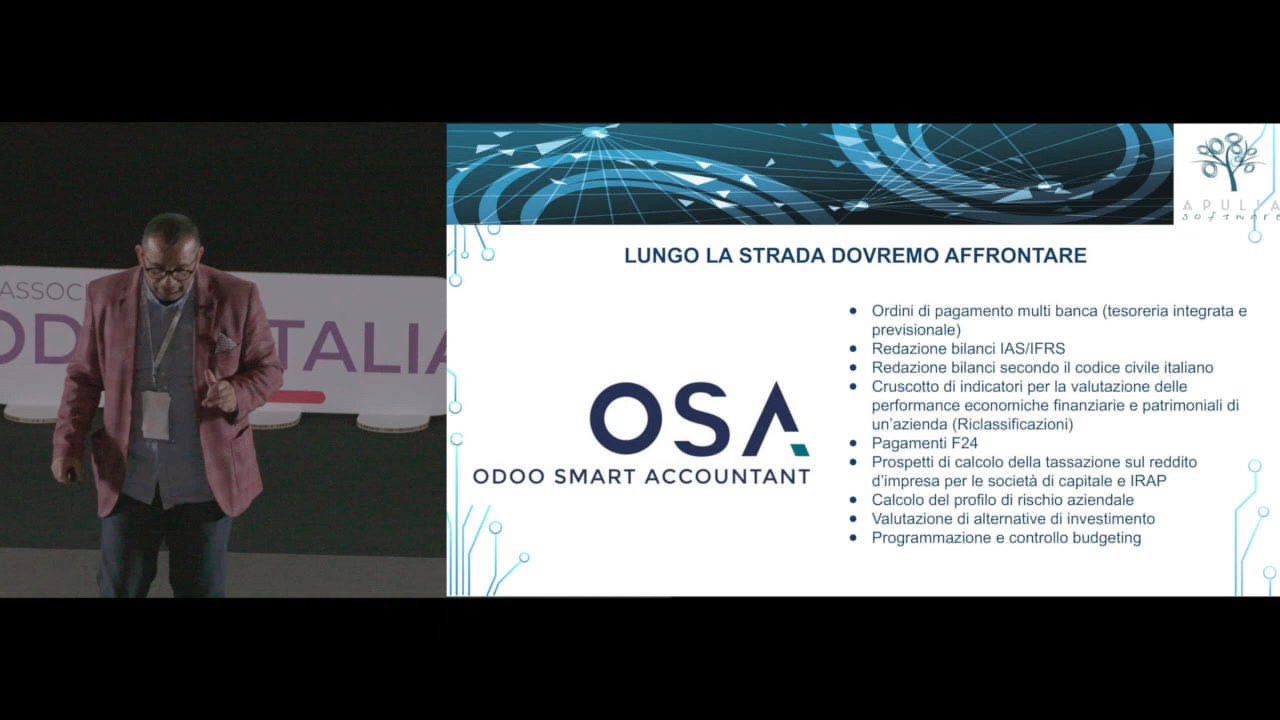 ASSOC
OD
TALIA
APULIA
software
LUNGO LA STRADA DOVREMO AFFRONTARE
OSA
ODOO SMART ACCOUNTANT
● Ordini di pagamento multi banca (tesoreria integrata e
previsionale)
● Redazione bilanci IAS/IFRS
● Redazione bilanci secondo il codice civile italiano
● Cruscotto di indicatori per la valutazione delle
performance economiche finanziarie e patrimoniali di
un'azienda (Riclassificazioni)
● Pagamenti F24
● Prospetti di calcolo della tassazione sul reddito
d'impresa per le società di capitale e IRAP
● Calcolo del profilo di rischio aziendale
● Valutazione di alternative di investimento
● Programmazione e controllo budgeting